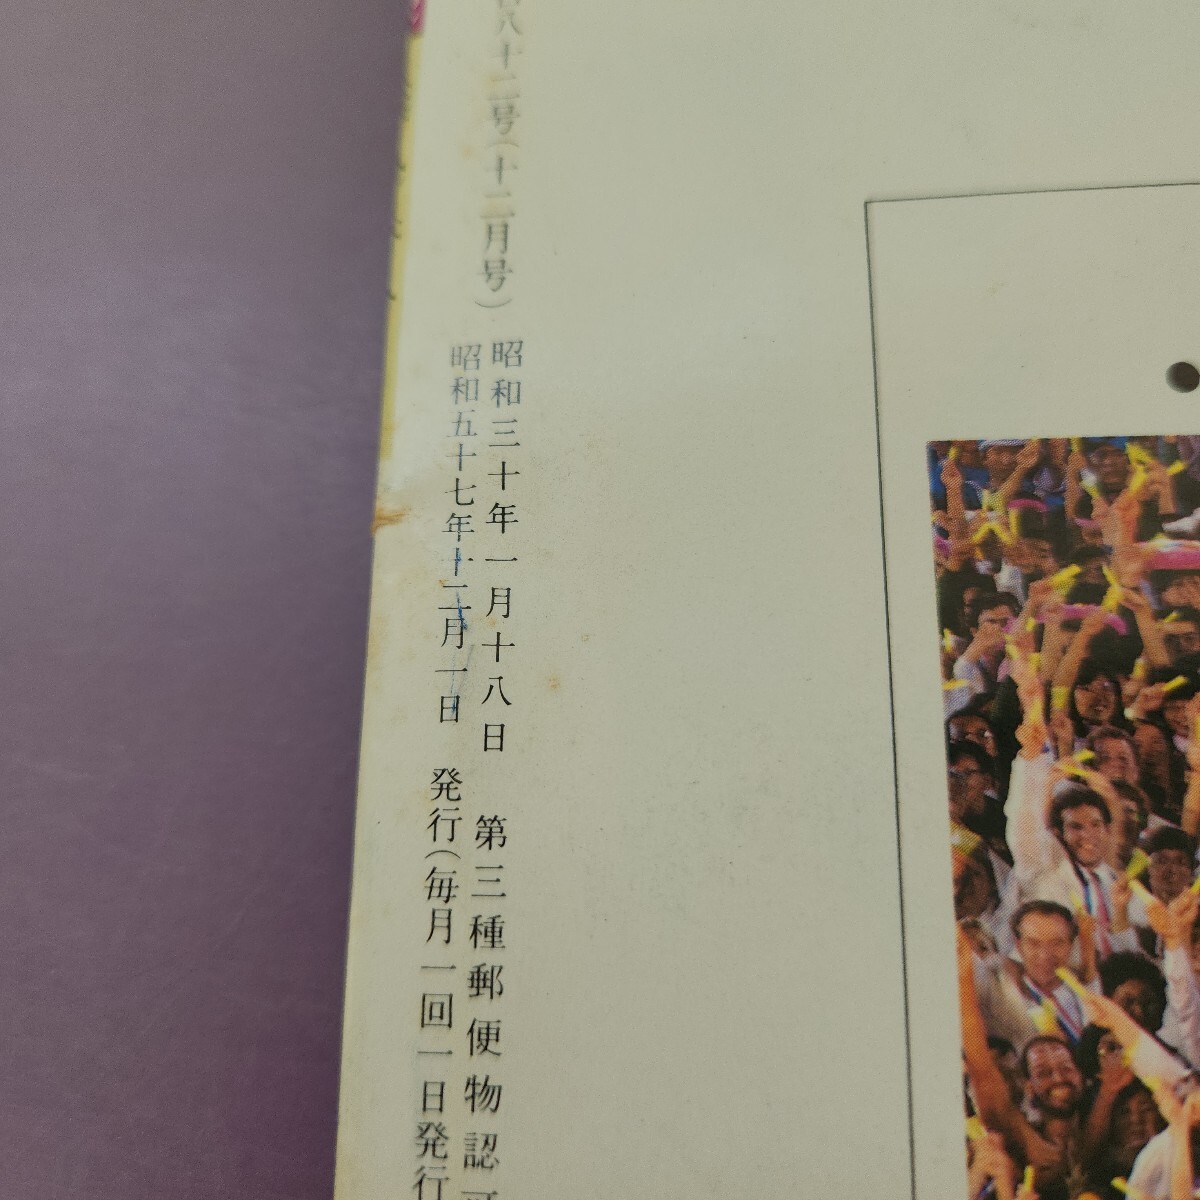 八十二号(十二月号)
昭和三十年一月十八日 第三種郵便物認
昭和五十七年十二月一日 発行(毎月一回一日発行